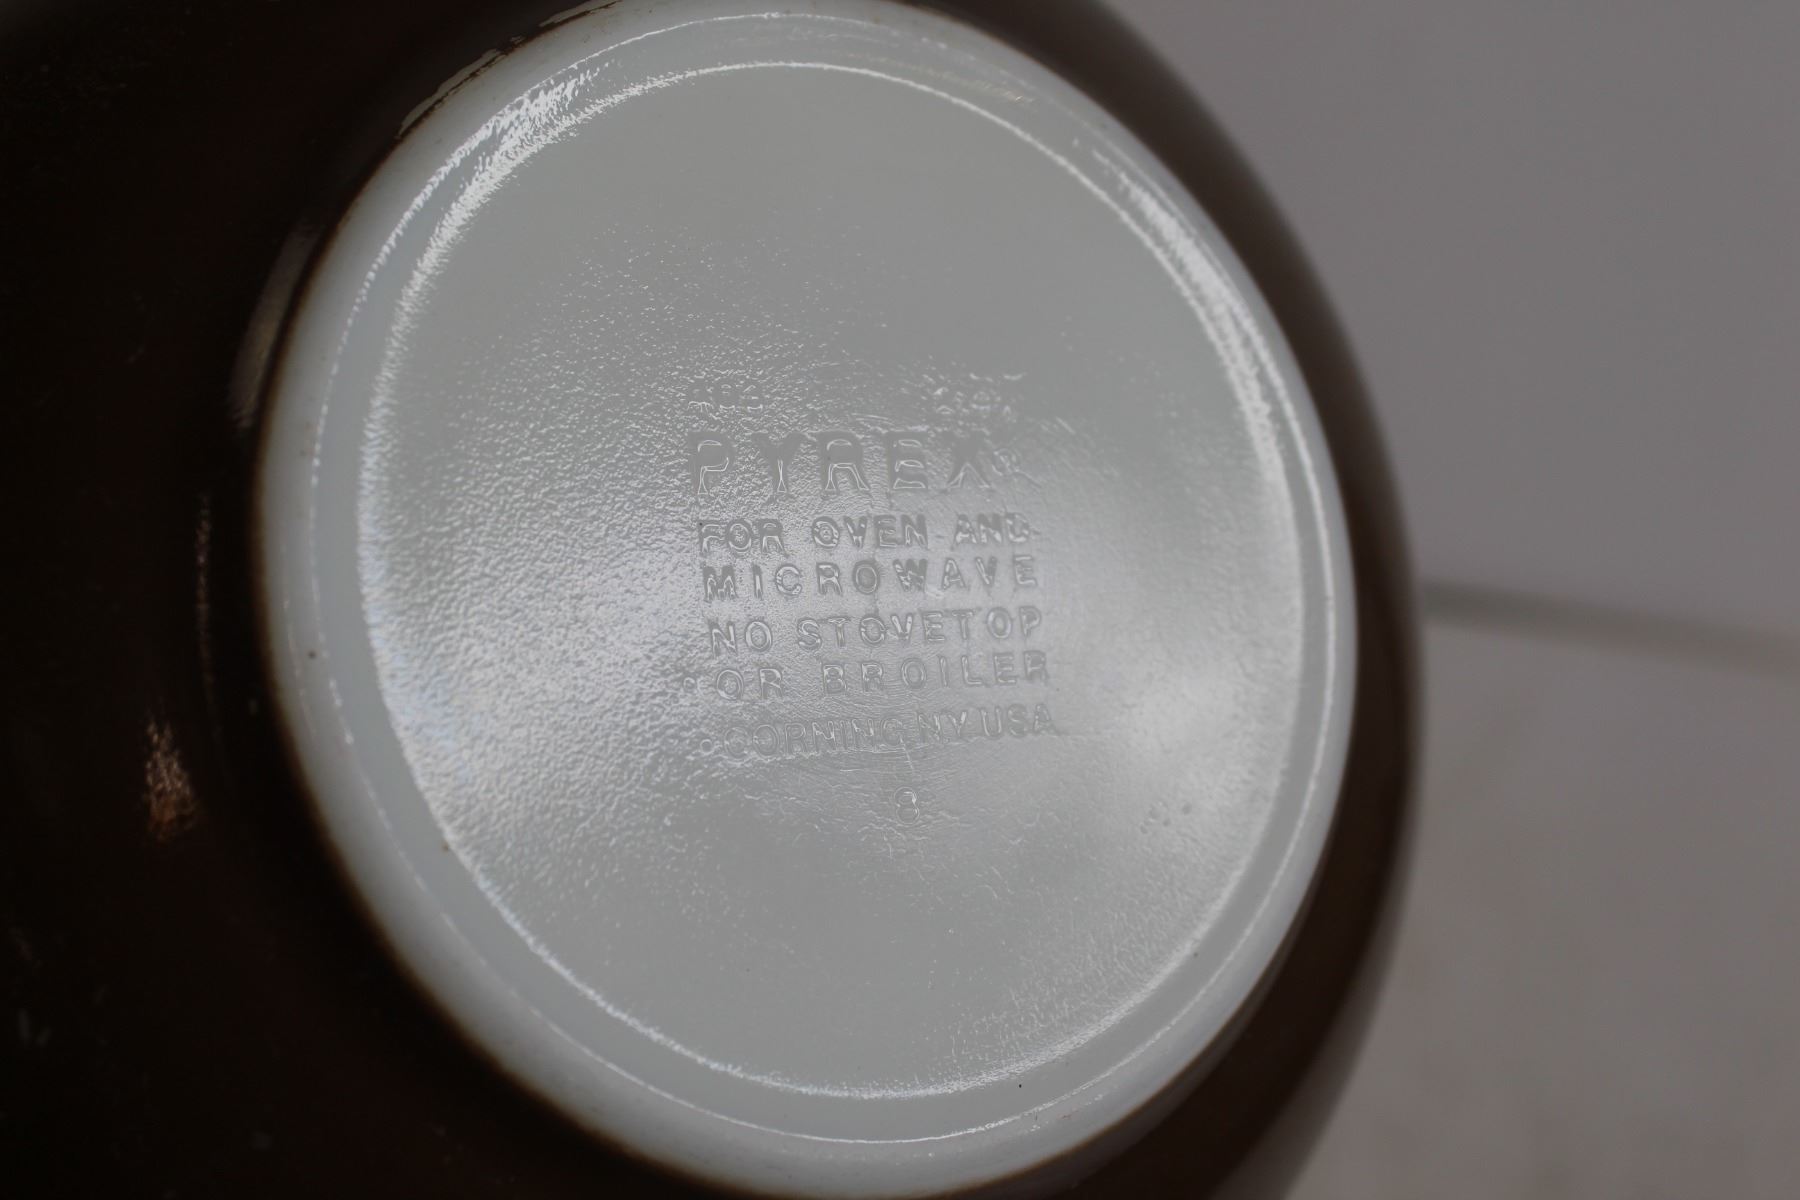 PYREX®
FOR OVEN AND
MICROWAVE
NO STOVETOP
OR BROILER
CORNING NY. USA
8